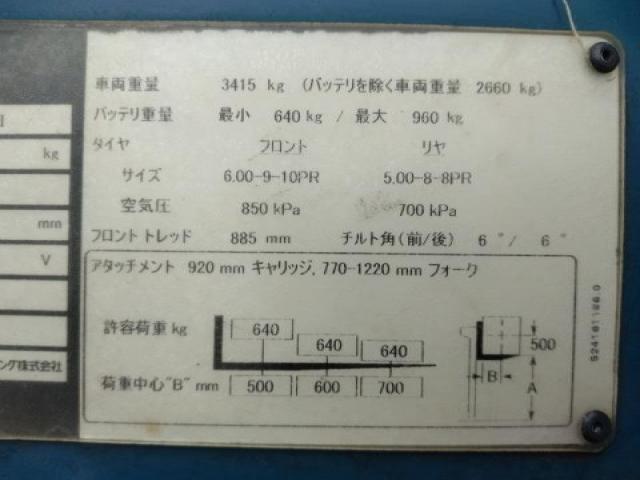 車両重量 3415 kg (バッテリを除く車両重量 2660 kg)
バッテリ重量 最小 640 kg / 最大 960 kg
タイヤ フロント リヤ
サイズ 6.00-9-10PR 5.00-8-8PR
空気圧 850 kPa 700 kPa
フロント トレッド 885 mm チルト角(前/後) 6°/ 6°
アタッチメント 920 mm キャリッジ, 770-1220 mm フォーク
許容荷重 kg 640 640 640
荷重中心"B" mm 500 600 700
500
B
A
kg
mm
V
ング株式会社